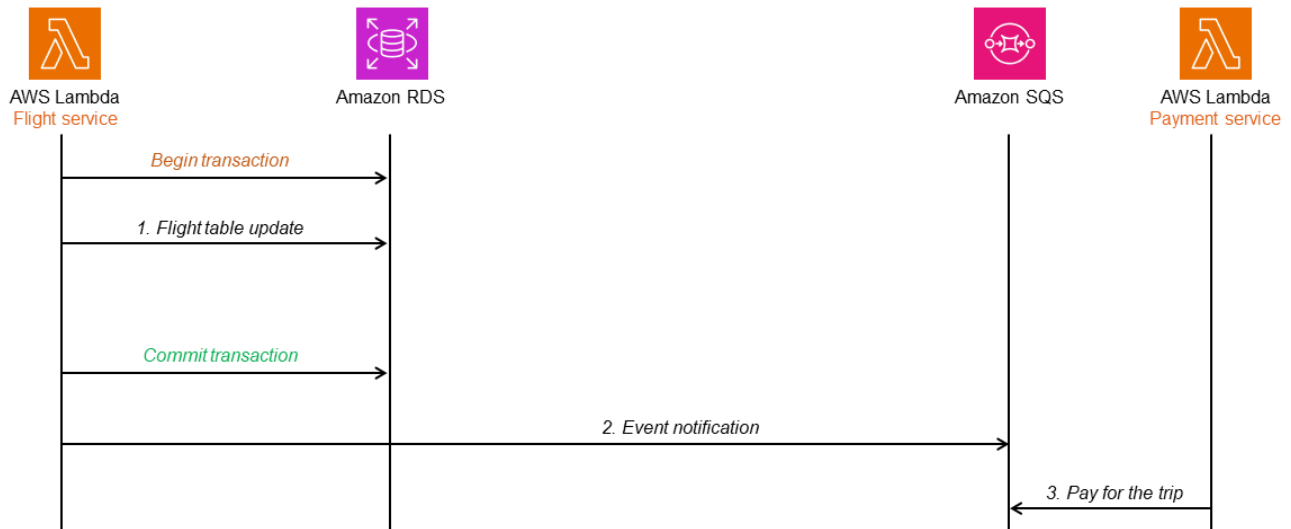 AWS Lambda
Flight service
Amazon RDS
Amazon SQS
AWS Lambda
Payment service
Begin transaction
1. Flight table update
Commit transaction
2. Event notification
3. Pay for the trip